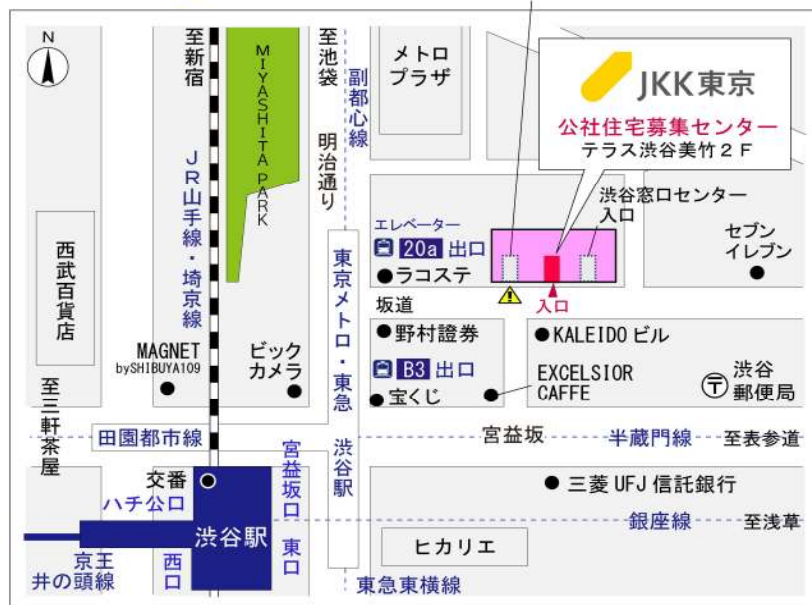 N
至新宿
MIYASHITA PARK
至池袋
副都心線
メトロ
プラザ
JKK東京
公社住宅募集センター
テラス渋谷美竹2F
JR山手線・埼京線
明治通り
渋谷窓口センター
入口
西武百貨店
エレベーター
20a 出口
ラコステ
セブン
イレブン
東京メトロ・東急 渋谷駅
坂道
入口
野村證券
KALEIDO ビル
MAGNET
bySHIBUYA109
ビック
カメラ
B3 出口
EXCELSIOR
CAFFE
渋谷
郵便局
宝くじ
至三軒茶屋
田園都市線
宮益坂
半蔵門線
至表参道
交番
宮益坂口
三菱 UFJ 信託銀行
ハチ公口
渋谷駅
銀座線
至浅草
京王
井の頭線
西口
東口
ヒカリエ
東急東横線